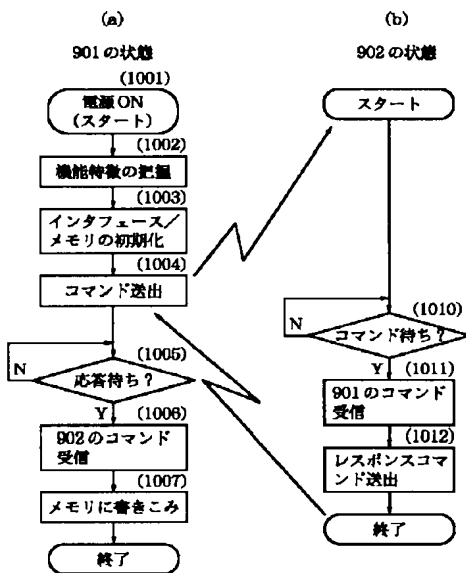 (a)
901の状態
(1001)
電源ON
(スタート)
(1002)
機能特徴の把握
(1003)
インタフェース/
メモリの初期化
(1004)
コマンド送出
(1005)
N
応答待ち?
Y
(1006)
902のコマンド
受信
(1007)
メモリに書きこみ
終了
(b)
902の状態
スタート
(1010)
N
コマンド待ち?
Y
(1011)
901のコマンド
受信
(1012)
レスポンスコマ
ンド送出
終了